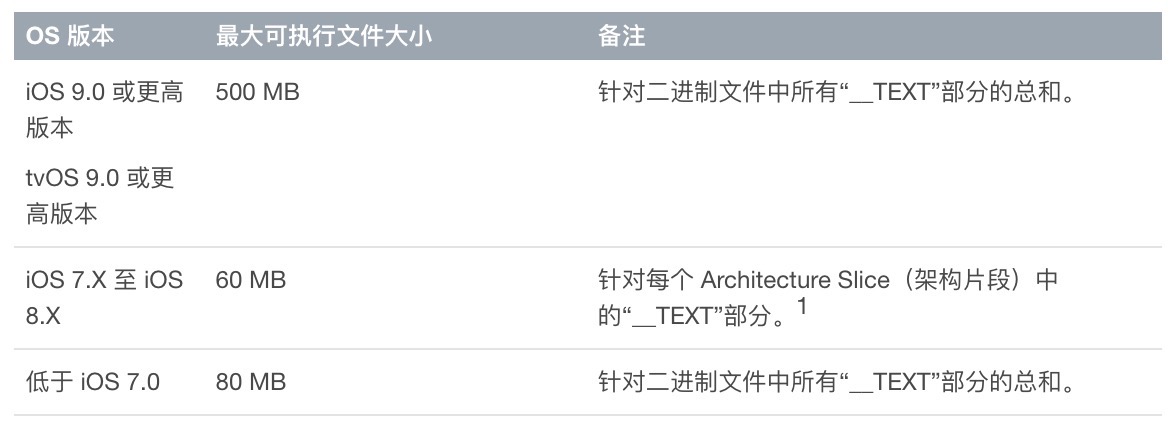 OS 版本 最大可执行文件大小 备注
iOS 9.0 或更高 500 MB 针对二进制文件中所有“__TEXT”部分的总和。
版本
tvOS 9.0 或更
高版本
iOS 7.X 至 iOS 60 MB 针对每个 Architecture Slice（架构片段）中
8.X 的“__TEXT”部分。1
低于 iOS 7.0 80 MB 针对二进制文件中所有“__TEXT”部分的总和。